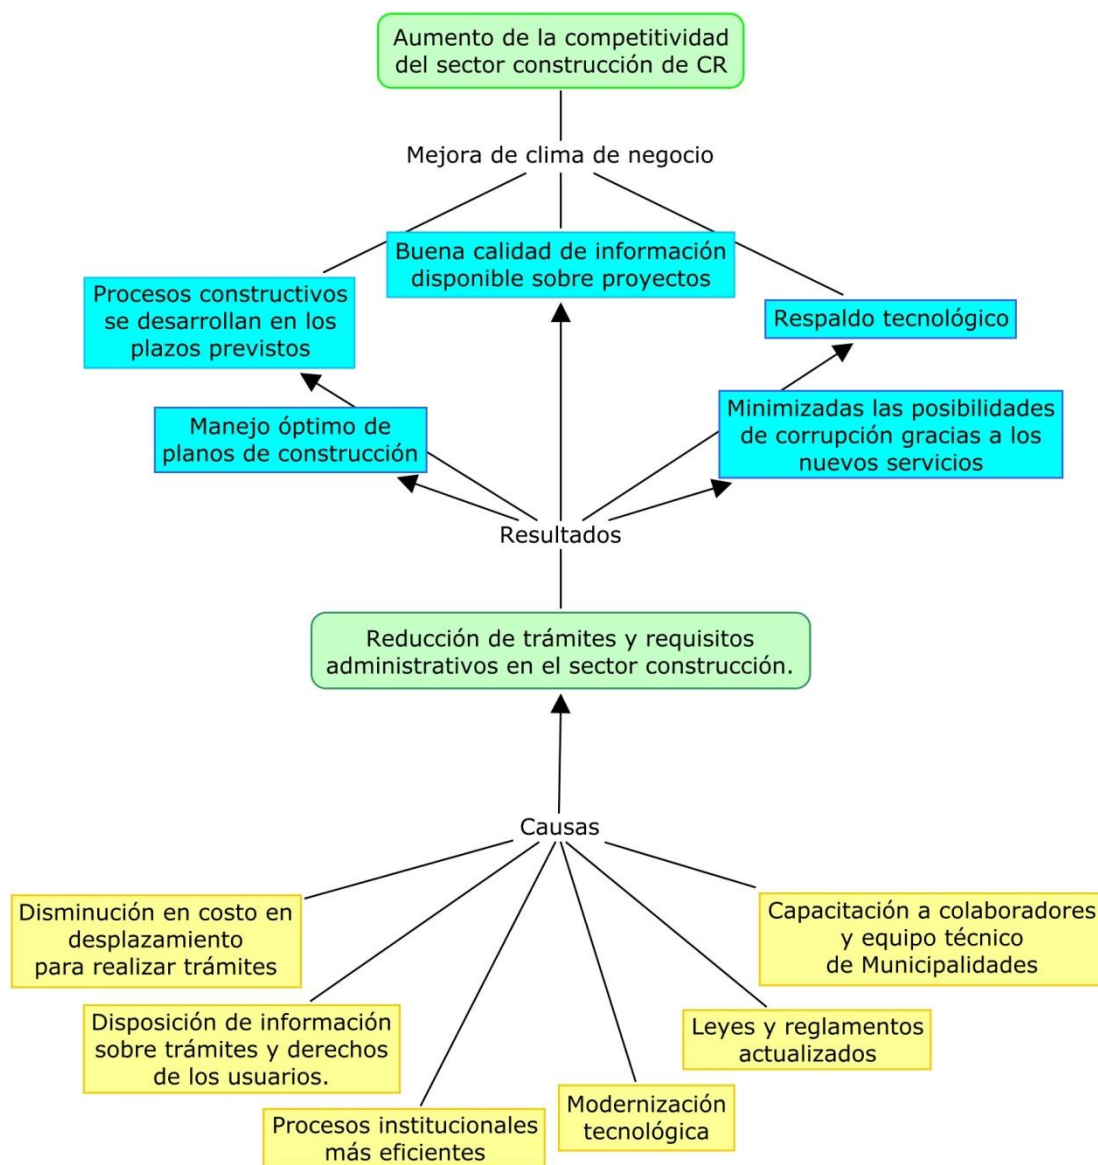 Aumento de la competitividad
del sector construcción de CR
Mejora de clima de negocio
Buena calidad de información
disponible sobre proyectos
Procesos constructivos
se desarrollan en los
plazos previstos
Respaldo tecnológico
Manejo óptimo de
planos de construcción
Minimizadas las posibilidades
de corrupción gracias a los
nuevos servicios
Resultados
Reducción de trámites y requisitos
administrativos en el sector construcción.
Causas
Disminución en costo en
desplazamiento
para realizar trámites
Capacitación a colaboradores
y equipo técnico
de Municipalidades
Disposición de información
sobre trámites y derechos
de los usuarios.
Leyes y reglamentos
actualizados
Procesos institucionales
más eficientes
Modernización
tecnológica